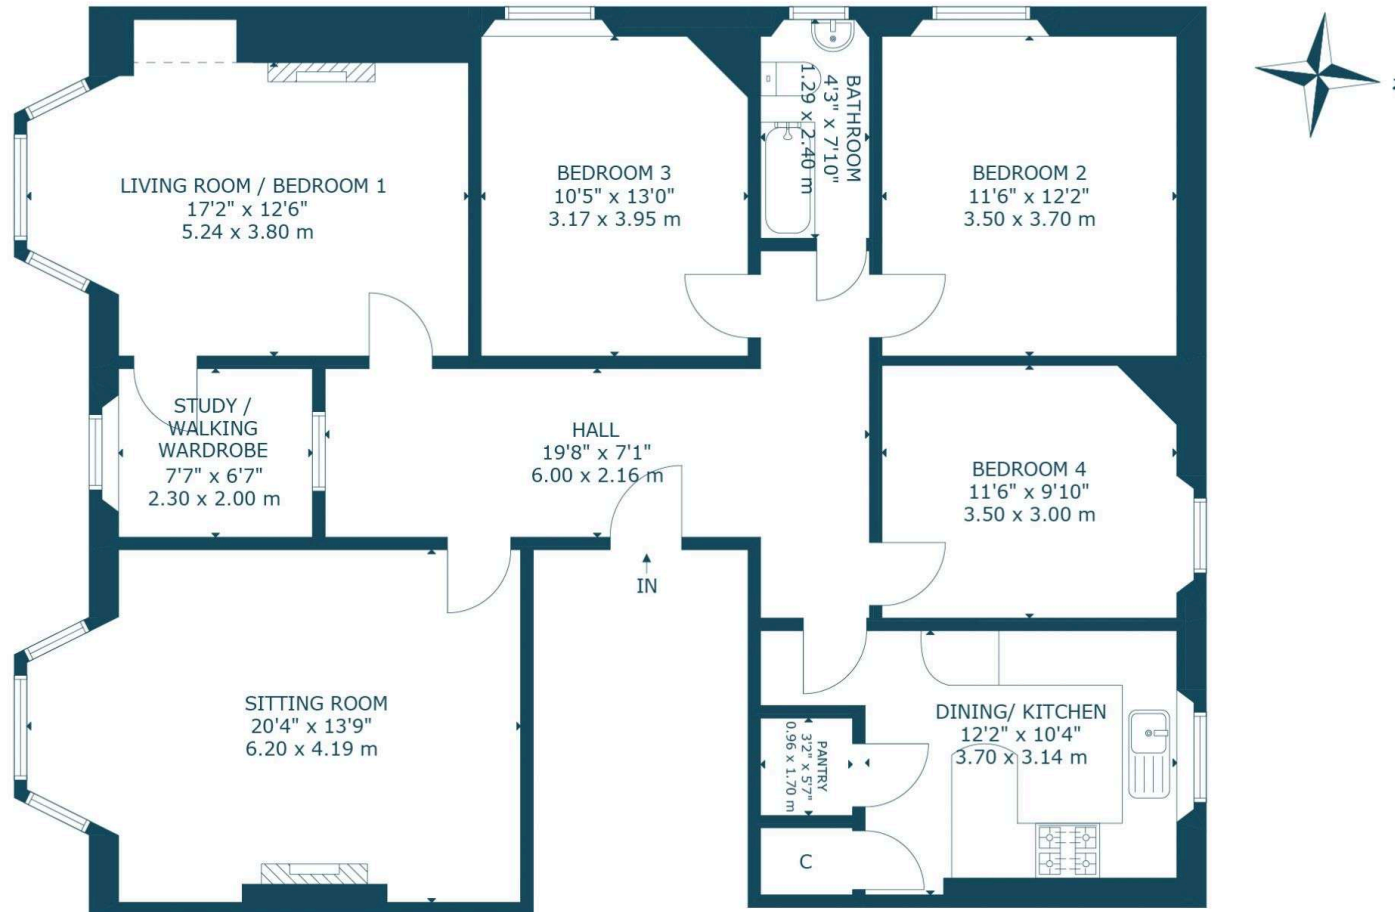 LIVING ROOM / BEDROOM 1
17'2" x 12'6"
5.24 x 3.80 m
BEDROOM 3
10'5" x 13'0"
3.17 x 3.95 m
BATHROOM
4'3" x 7'10"
1.29 x 2.40 m
BEDROOM 2
11'6" x 12'2"
3.50 x 3.70 m
STUDY /
WALKING
WARDROBE
7'7" x 6'7"
2.30 x 2.00 m
HALL
19'8" x 7'1"
6.00 x 2.16 m
IN
BEDROOM 4
11'6" x 9'10"
3.50 x 3.00 m
SITTING ROOM
20'4" x 13'9"
6.20 x 4.19 m
PANTRY
3'2" x 5'7"
0.96 x 1.70 m
DINING/ KITCHEN
12'2" x 10'4"
3.70 x 3.14 m
C